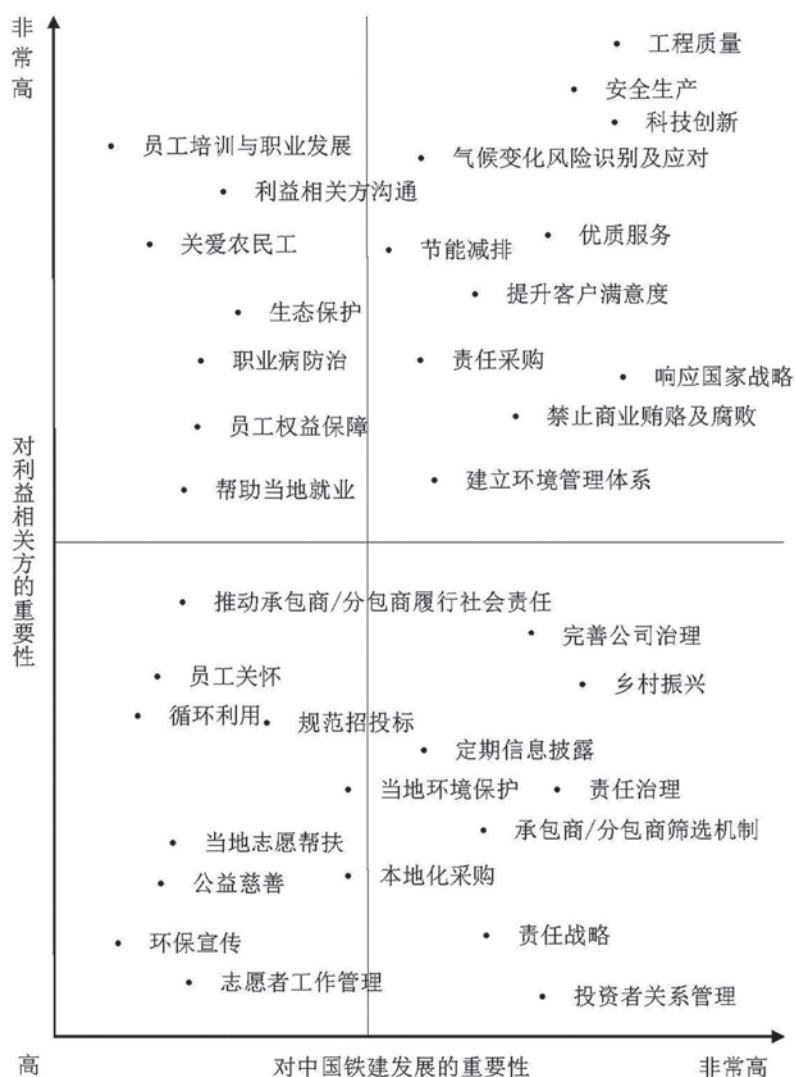 非常高
工程质量
安全生产
科技创新
员工培训与职业发展
气候变化风险识别及应对
利益相关方沟通
优质服务
关爱农民工
节能减排
提升客户满意度
生态保护
职业病防治
责任采购
响应国家战略
禁止商业贿赂及腐败
员工权益保障
建立环境管理体系
帮助当地就业
对利益相关方的重要性
推动承包商/分包商履行社会责任
完善公司治理
员工关怀
乡村振兴
循环利用
规范招投标
定期信息披露
当地环境保护
责任治理
承包商/分包商筛选机制
当地志愿帮扶
本地化采购
公益慈善
责任战略
环保宣传
志愿者工作管理
投资者关系管理
高
对中国铁建发展的重要性
非常高